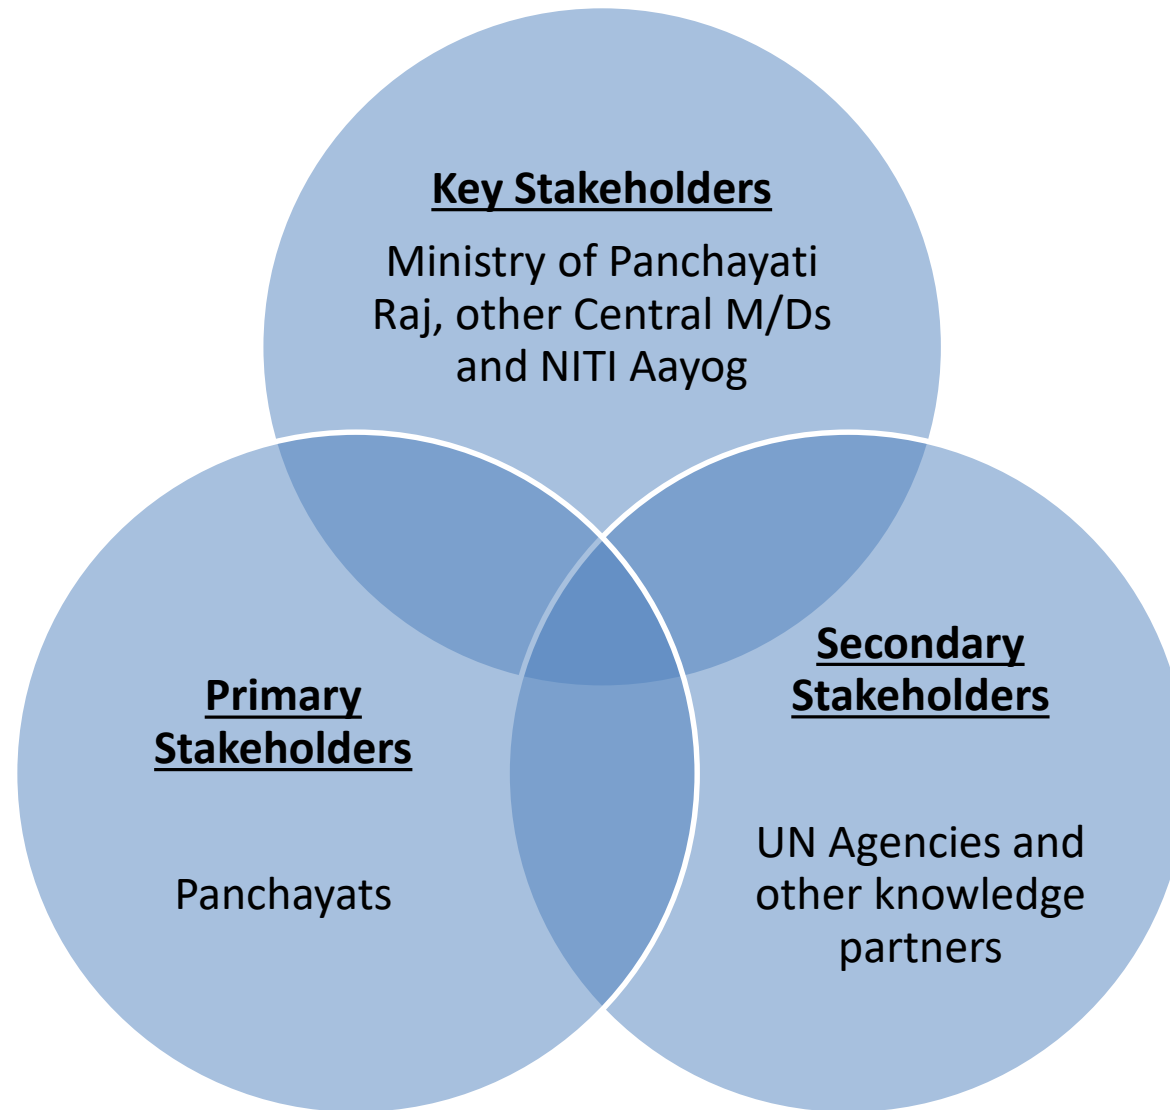 Key Stakeholders
Ministry of Panchayati
Raj, other Central M/Ds
and NITI Aayog
Primary
Stakeholders
Panchayats
Secondary
Stakeholders
UN Agencies and
other knowledge
partners